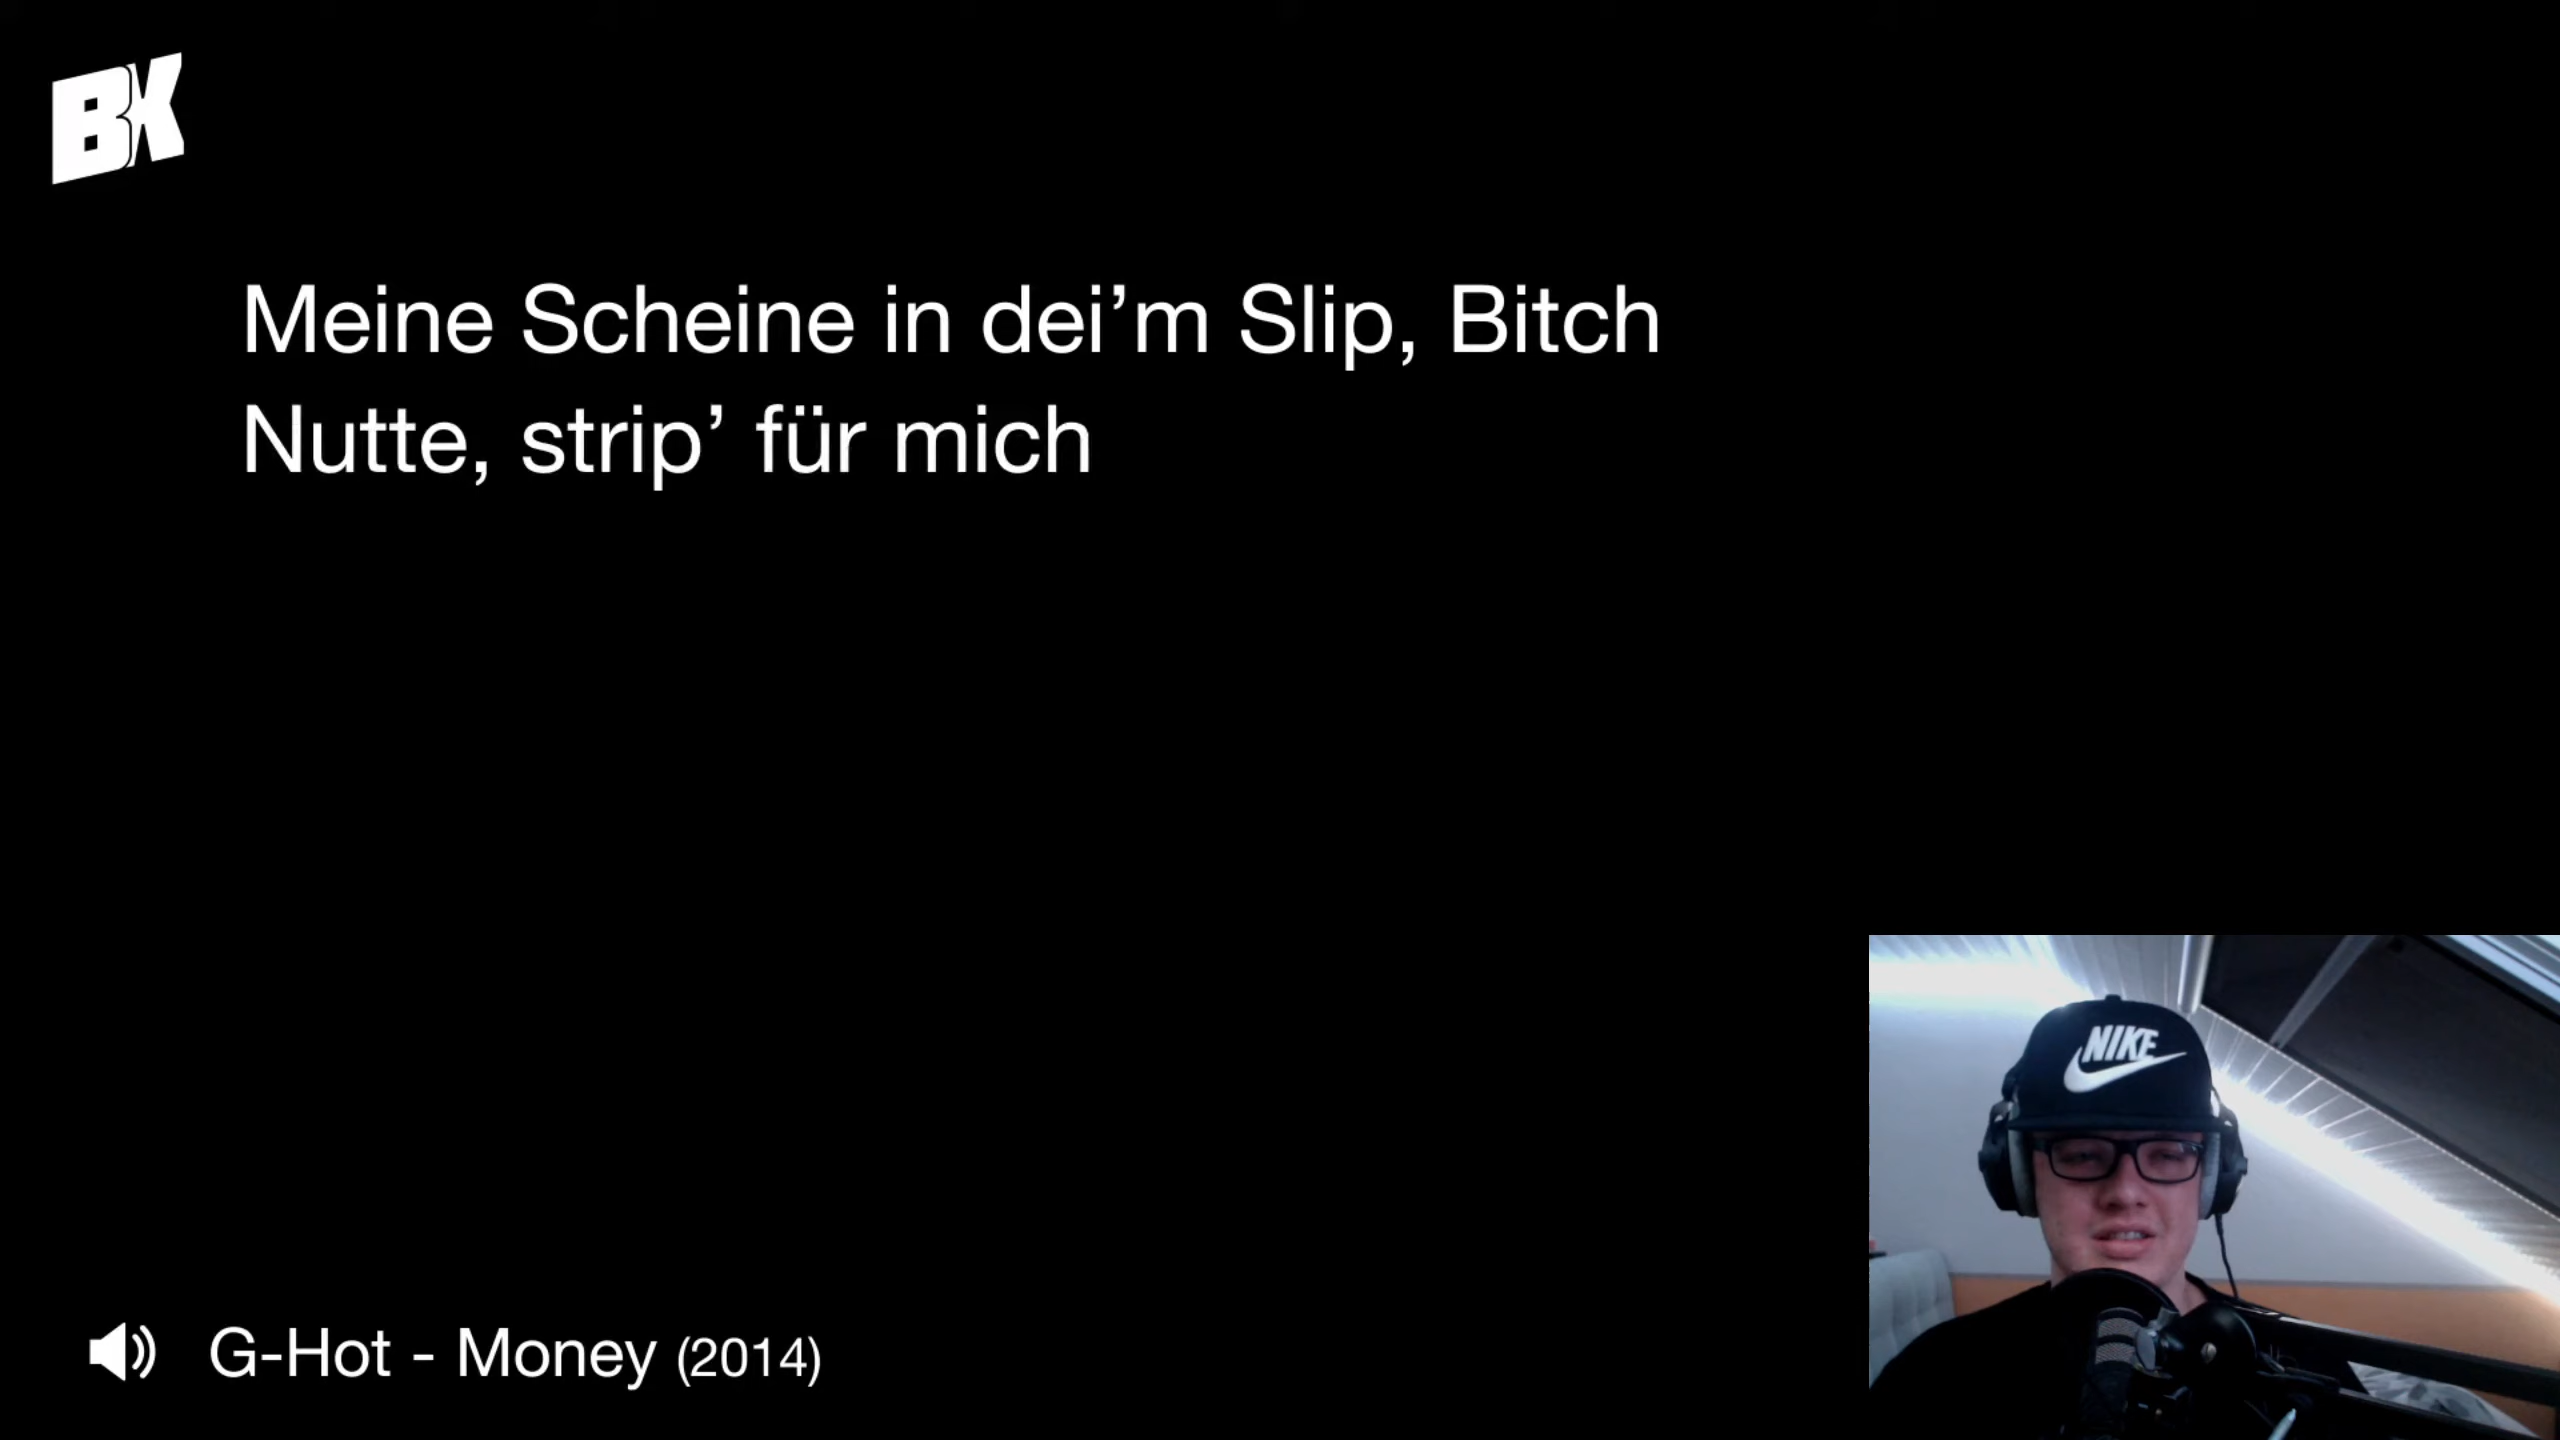 BK
Meine Scheine in dei’m Slip, Bitch
Nutte, strip’ für mich
NIKE
G-Hot - Money (2014)